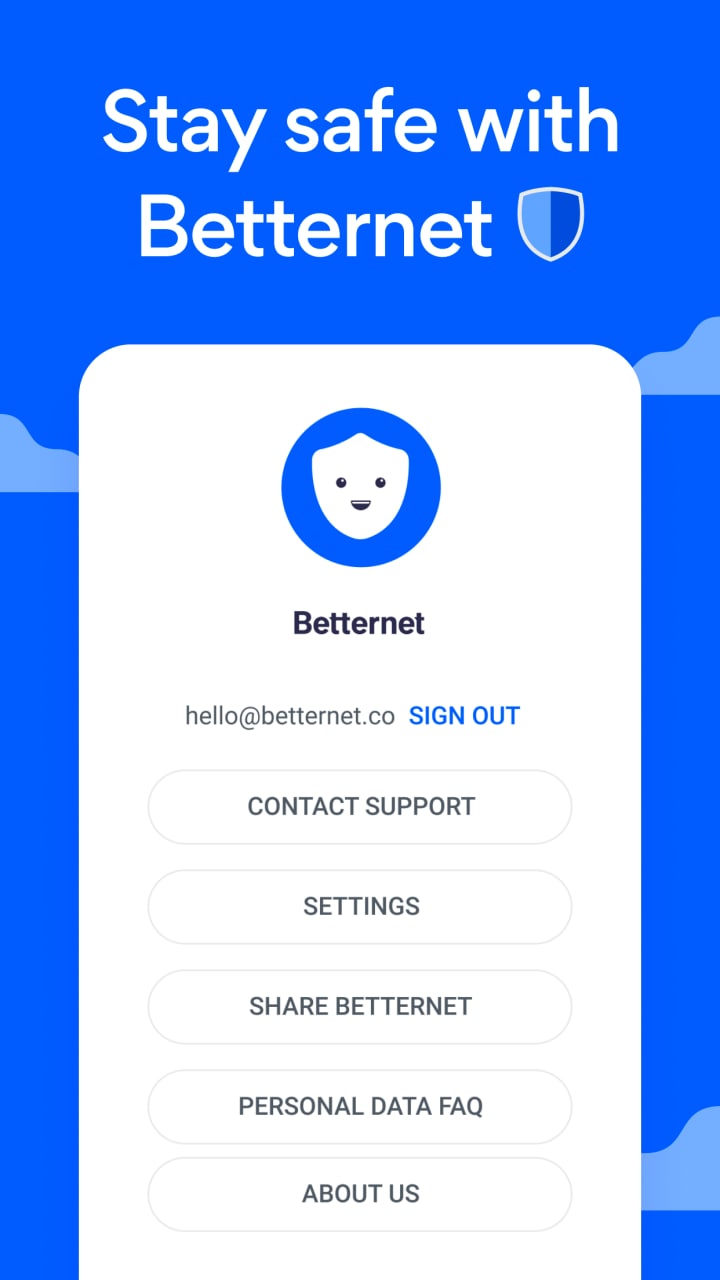 Stay safe with
Betternet
Betternet
hello@betternet.co SIGN OUT
CONTACT SUPPORT
SETTINGS
SHARE BETTERNET
PERSONAL DATA FAQ
ABOUT US